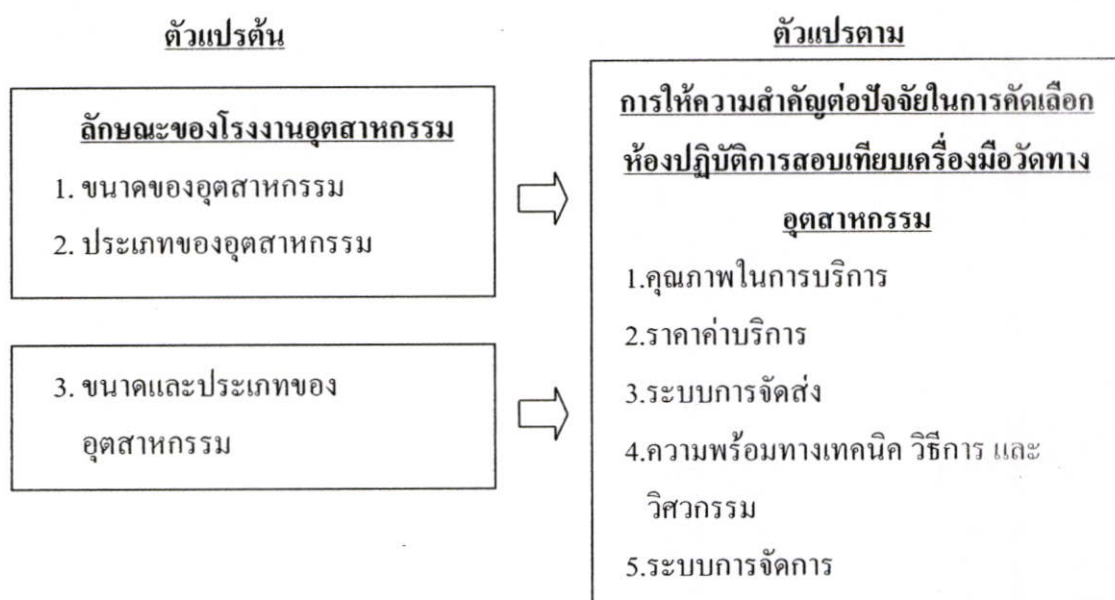 ตัวแปรต้น
ลักษณะของโรงงานอุตสาหกรรม
1. ขนาดของอุตสาหกรรม
2. ประเภทของอุตสาหกรรม
3. ขนาดและประเภทของ
อุตสาหกรรม
ตัวแปรตาม
การให้ความสำคัญต่อปัจจัยในการคัดเลือก
ห้องปฏิบัติการสอบเทียบเครื่องมือวัดทาง
อุตสาหกรรม
1.คุณภาพในการบริการ
2.ราคาค่าบริการ
3.ระบบการจัดส่ง
4.ความพร้อมทางเทคนิค วิธีการ และ
วิศวกรรม
5.ระบบการจัดการ